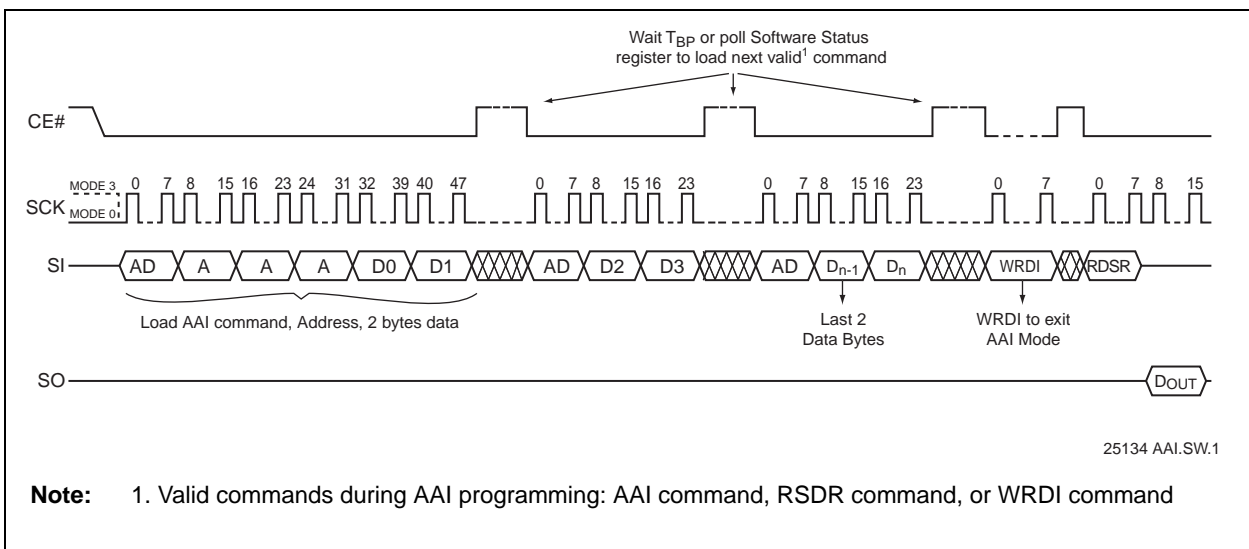 Wait TBP or poll Software Status
register to load next valid1 command
CE#
MODE 3
MODE 0
SCK
0 7 8 15 16 23 24 31 32 39 40 47 0 7 8 15 16 23 0 7 8 15 16 23 0 7 0 7 8 15
SI
AD A A A D0 D1 AD D2 D3 AD Dn-1 Dn WRDI RDSR
Load AAI command, Address, 2 bytes data
Last 2
Data Bytes
WRDI to exit
AAI Mode
SO
DOUT
25134 AAI.SW.1
Note: 1. Valid commands during AAI programming: AAI command, RSDR command, or WRDI command